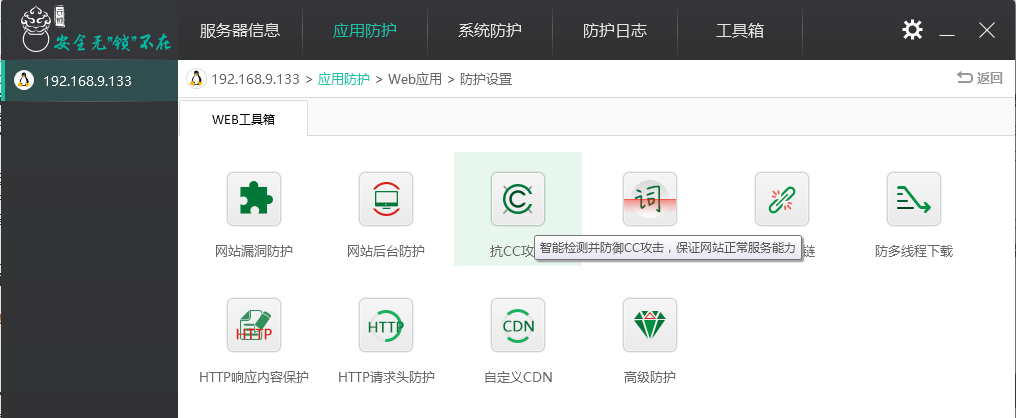 安全无“锁”不在
服务器信息 应用防护 系统防护 防护日志 工具箱
192.168.9.133
192.168.9.133 > 应用防护 > Web应用 > 防护设置
返回
WEB工具箱
词
网站漏洞防护 网站后台防护 抗CC攻 链 防多线程下载
智能检测并防御CC攻击，保证网站正常服务能力
HTTP HTTP CDN
HTTP响应内容保护 HTTP请求头防护 自定义CDN 高级防护